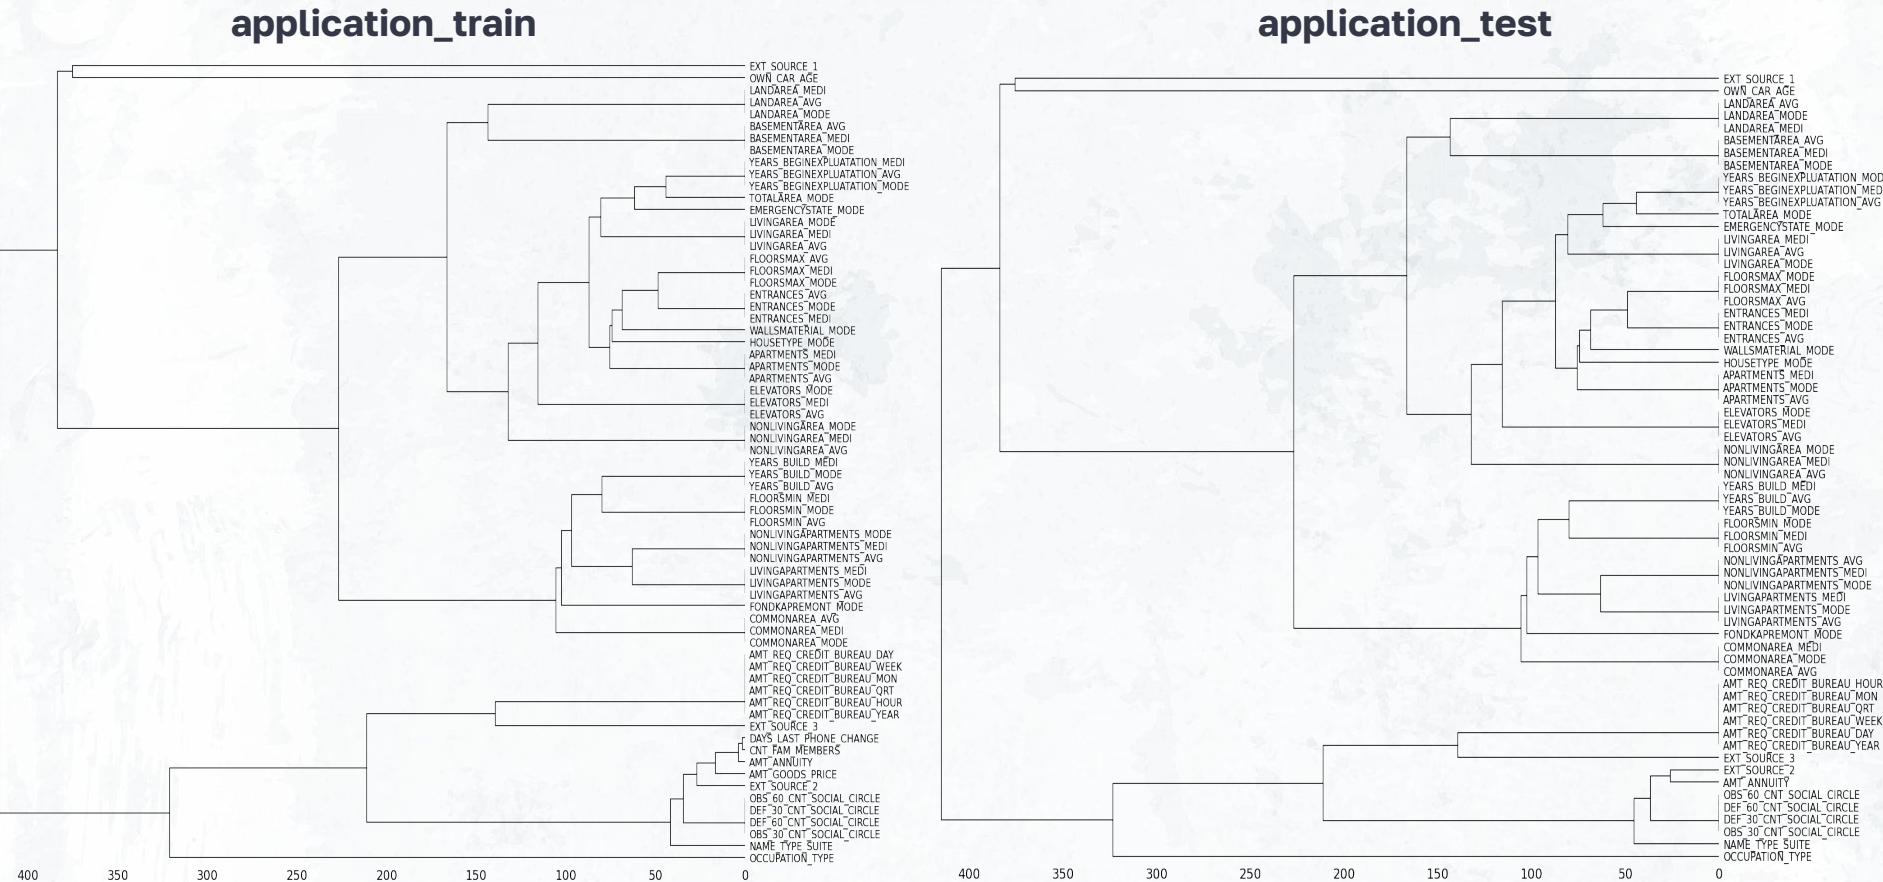 application_train
EXT_SOURCE_1
OWN_CAR_AGE
LANDAREA_MEDI
LANDAREA_AVG
LANDAREA_MODE
BASEMENTAREA_AVG
BASEMENTAREA_MEDI
BASEMENTAREA_MODE
YEARS_BEGINEXPLUATATION_MEDI
YEARS_BEGINEXPLUATATION_AVG
YEARS_BEGINEXPLUATATION_MODE
TOTALAREA_MODE
EMERGENCYSTATE_MODE
LIVINGAREA_MODE
LIVINGAREA_MEDI
LIVINGAREA_AVG
FLOORSMAX_AVG
FLOORSMAX_MEDI
FLOORSMAX_MODE
ENTRANCES_AVG
ENTRANCES_MODE
ENTRANCES_MEDI
WALLSMATERIAL_MODE
HOUSETYPE_MODE
APARTMENTS_MEDI
APARTMENTS_MODE
APARTMENTS_AVG
ELEVATORS_MODE
ELEVATORS_MEDI
ELEVATORS_AVG
NONLIVINGAREA_MODE
NONLIVINGAREA_MEDI
NONLIVINGAREA_AVG
YEARS_BUILD_MEDI
YEARS_BUILD_MODE
YEARS_BUILD_AVG
FLOORSMIN_MEDI
FLOORSMIN_MODE
FLOORSMIN_AVG
NONLIVINGAPARTMENTS_MODE
NONLIVINGAPARTMENTS_MEDI
NONLIVINGAPARTMENTS_AVG
LIVINGAPARTMENTS_MEDI
LIVINGAPARTMENTS_MODE
LIVINGAPARTMENTS_AVG
FONDKAPREMONT_MODE
COMMONAREA_AVG
COMMONAREA_MEDI
COMMONAREA_MODE
AMT_REQ_CREDIT_BUREAU_DAY
AMT_REQ_CREDIT_BUREAU_WEEK
AMT_REQ_CREDIT_BUREAU_MON
AMT_REQ_CREDIT_BUREAU_QRT
AMT_REQ_CREDIT_BUREAU_HOUR
AMT_REQ_CREDIT_BUREAU_YEAR
EXT_SOURCE_3
DAYS_LAST_PHONE_CHANGE
CNT_FAM_MEMBERS
AMT_ANNUITY
AMT_GOODS_PRICE
EXT_SOURCE_2
OBS_60_CNT_SOCIAL_CIRCLE
DEF_30_CNT_SOCIAL_CIRCLE
DEF_60_CNT_SOCIAL_CIRCLE
OBS_30_CNT_SOCIAL_CIRCLE
NAME_TYPE_SUITE
OCCUPATION_TYPE
400 350 300 250 200 150 100 50 0
application_test
EXT_SOURCE_1
OWN_CAR_AGE
LANDAREA_AVG
LANDAREA_MODE
LANDAREA_MEDI
BASEMENTAREA_AVG
BASEMENTAREA_MEDI
BASEMENTAREA_MODE
YEARS_BEGINEXPLUATATION_MOD
YEARS_BEGINEXPLUATATION_MED
YEARS_BEGINEXPLUATATION_AVG
TOTALAREA_MODE
EMERGENCYSTATE_MODE
LIVINGAREA_MEDI
LIVINGAREA_AVG
LIVINGAREA_MODE
FLOORSMAX_MODE
FLOORSMAX_MEDI
FLOORSMAX_AVG
ENTRANCES_MEDI
ENTRANCES_MODE
ENTRANCES_AVG
WALLSMATERIAL_MODE
HOUSETYPE_MODE
APARTMENTS_MEDI
APARTMENTS_MODE
APARTMENTS_AVG
ELEVATORS_MODE
ELEVATORS_MEDI
ELEVATORS_AVG
NONLIVINGAREA_MODE
NONLIVINGAREA_MEDI
NONLIVINGAREA_AVG
YEARS_BUILD_MEDI
YEARS_BUILD_AVG
YEARS_BUILD_MODE
FLOORSMIN_MODE
FLOORSMIN_MEDI
FLOORSMIN_AVG
NONLIVINGAPARTMENTS_AVG
NONLIVINGAPARTMENTS_MEDI
NONLIVINGAPARTMENTS_MODE
LIVINGAPARTMENTS_MEDI
LIVINGAPARTMENTS_MODE
LIVINGAPARTMENTS_AVG
FONDKAPREMONT_MODE
COMMONAREA_MEDI
COMMONAREA_MODE
COMMONAREA_AVG
AMT_REQ_CREDIT_BUREAU_HOUR
AMT_REQ_CREDIT_BUREAU_MON
AMT_REQ_CREDIT_BUREAU_QRT
AMT_REQ_CREDIT_BUREAU_WEEK
AMT_REQ_CREDIT_BUREAU_DAY
AMT_REQ_CREDIT_BUREAU_YEAR
EXT_SOURCE_3
EXT_SOURCE_2
AMT_ANNUITY
OBS_60_CNT_SOCIAL_CIRCLE
DEF_60_CNT_SOCIAL_CIRCLE
DEF_30_CNT_SOCIAL_CIRCLE
OBS_30_CNT_SOCIAL_CIRCLE
NAME_TYPE_SUITE
OCCUPATION_TYPE
400 350 300 250 200 150 100 50 0